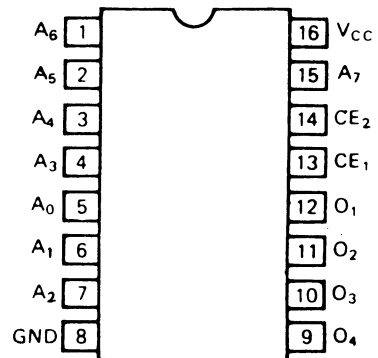 A6 1 16 VCC
A5 2 15 A7
A4 3 14 CE2
A3 4 13 CE1
A0 5 12 O1
A1 6 11 O2
A2 7 10 O3
GND 8 9 O4